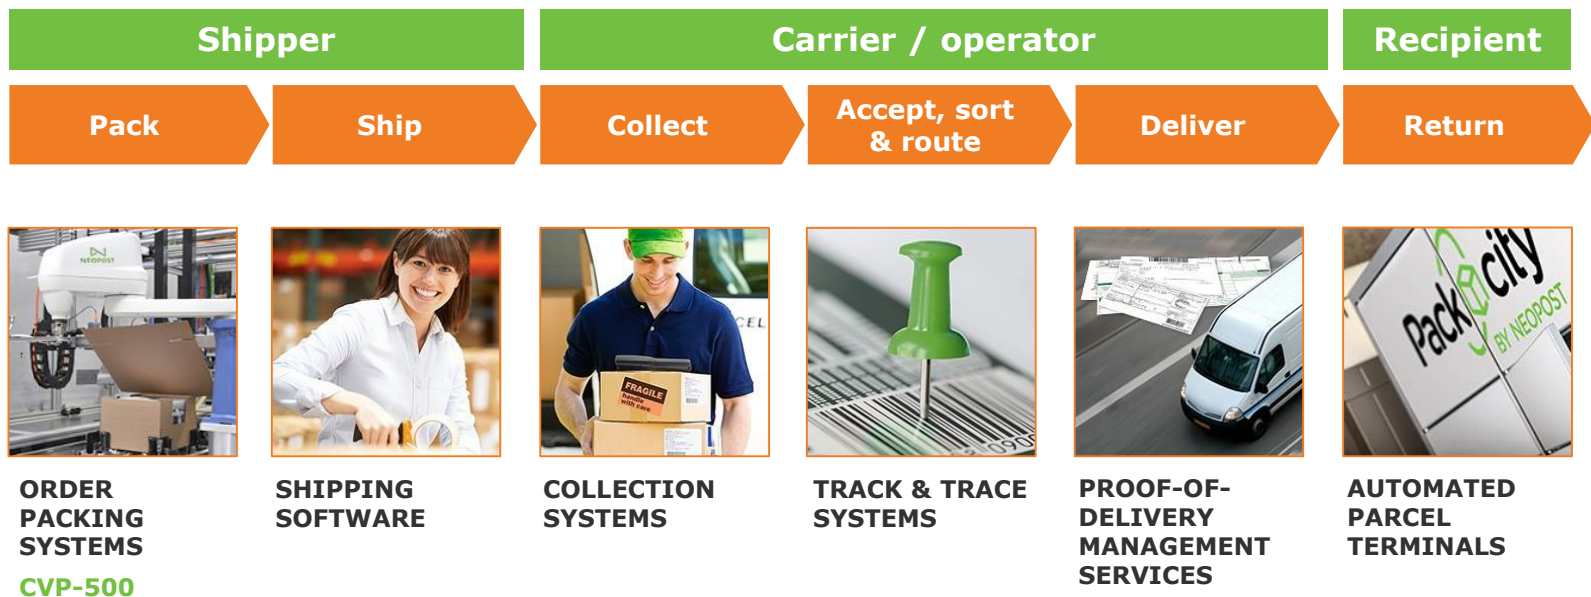 Shipper
Carrier / operator
Recipient
Pack
Ship
Collect
Accept, sort
& route
Deliver
Return
NEOPOST
CEL
FRAGILE
handle
with care
090
Pack
city
BY NEOPOST
ORDER
PACKING
SYSTEMS
CVP-500
SHIPPING
SOFTWARE
COLLECTION
SYSTEMS
TRACK & TRACE
SYSTEMS
PROOF-OF-
DELIVERY
MANAGEMENT
SERVICES
AUTOMATED
PARCEL
TERMINALS